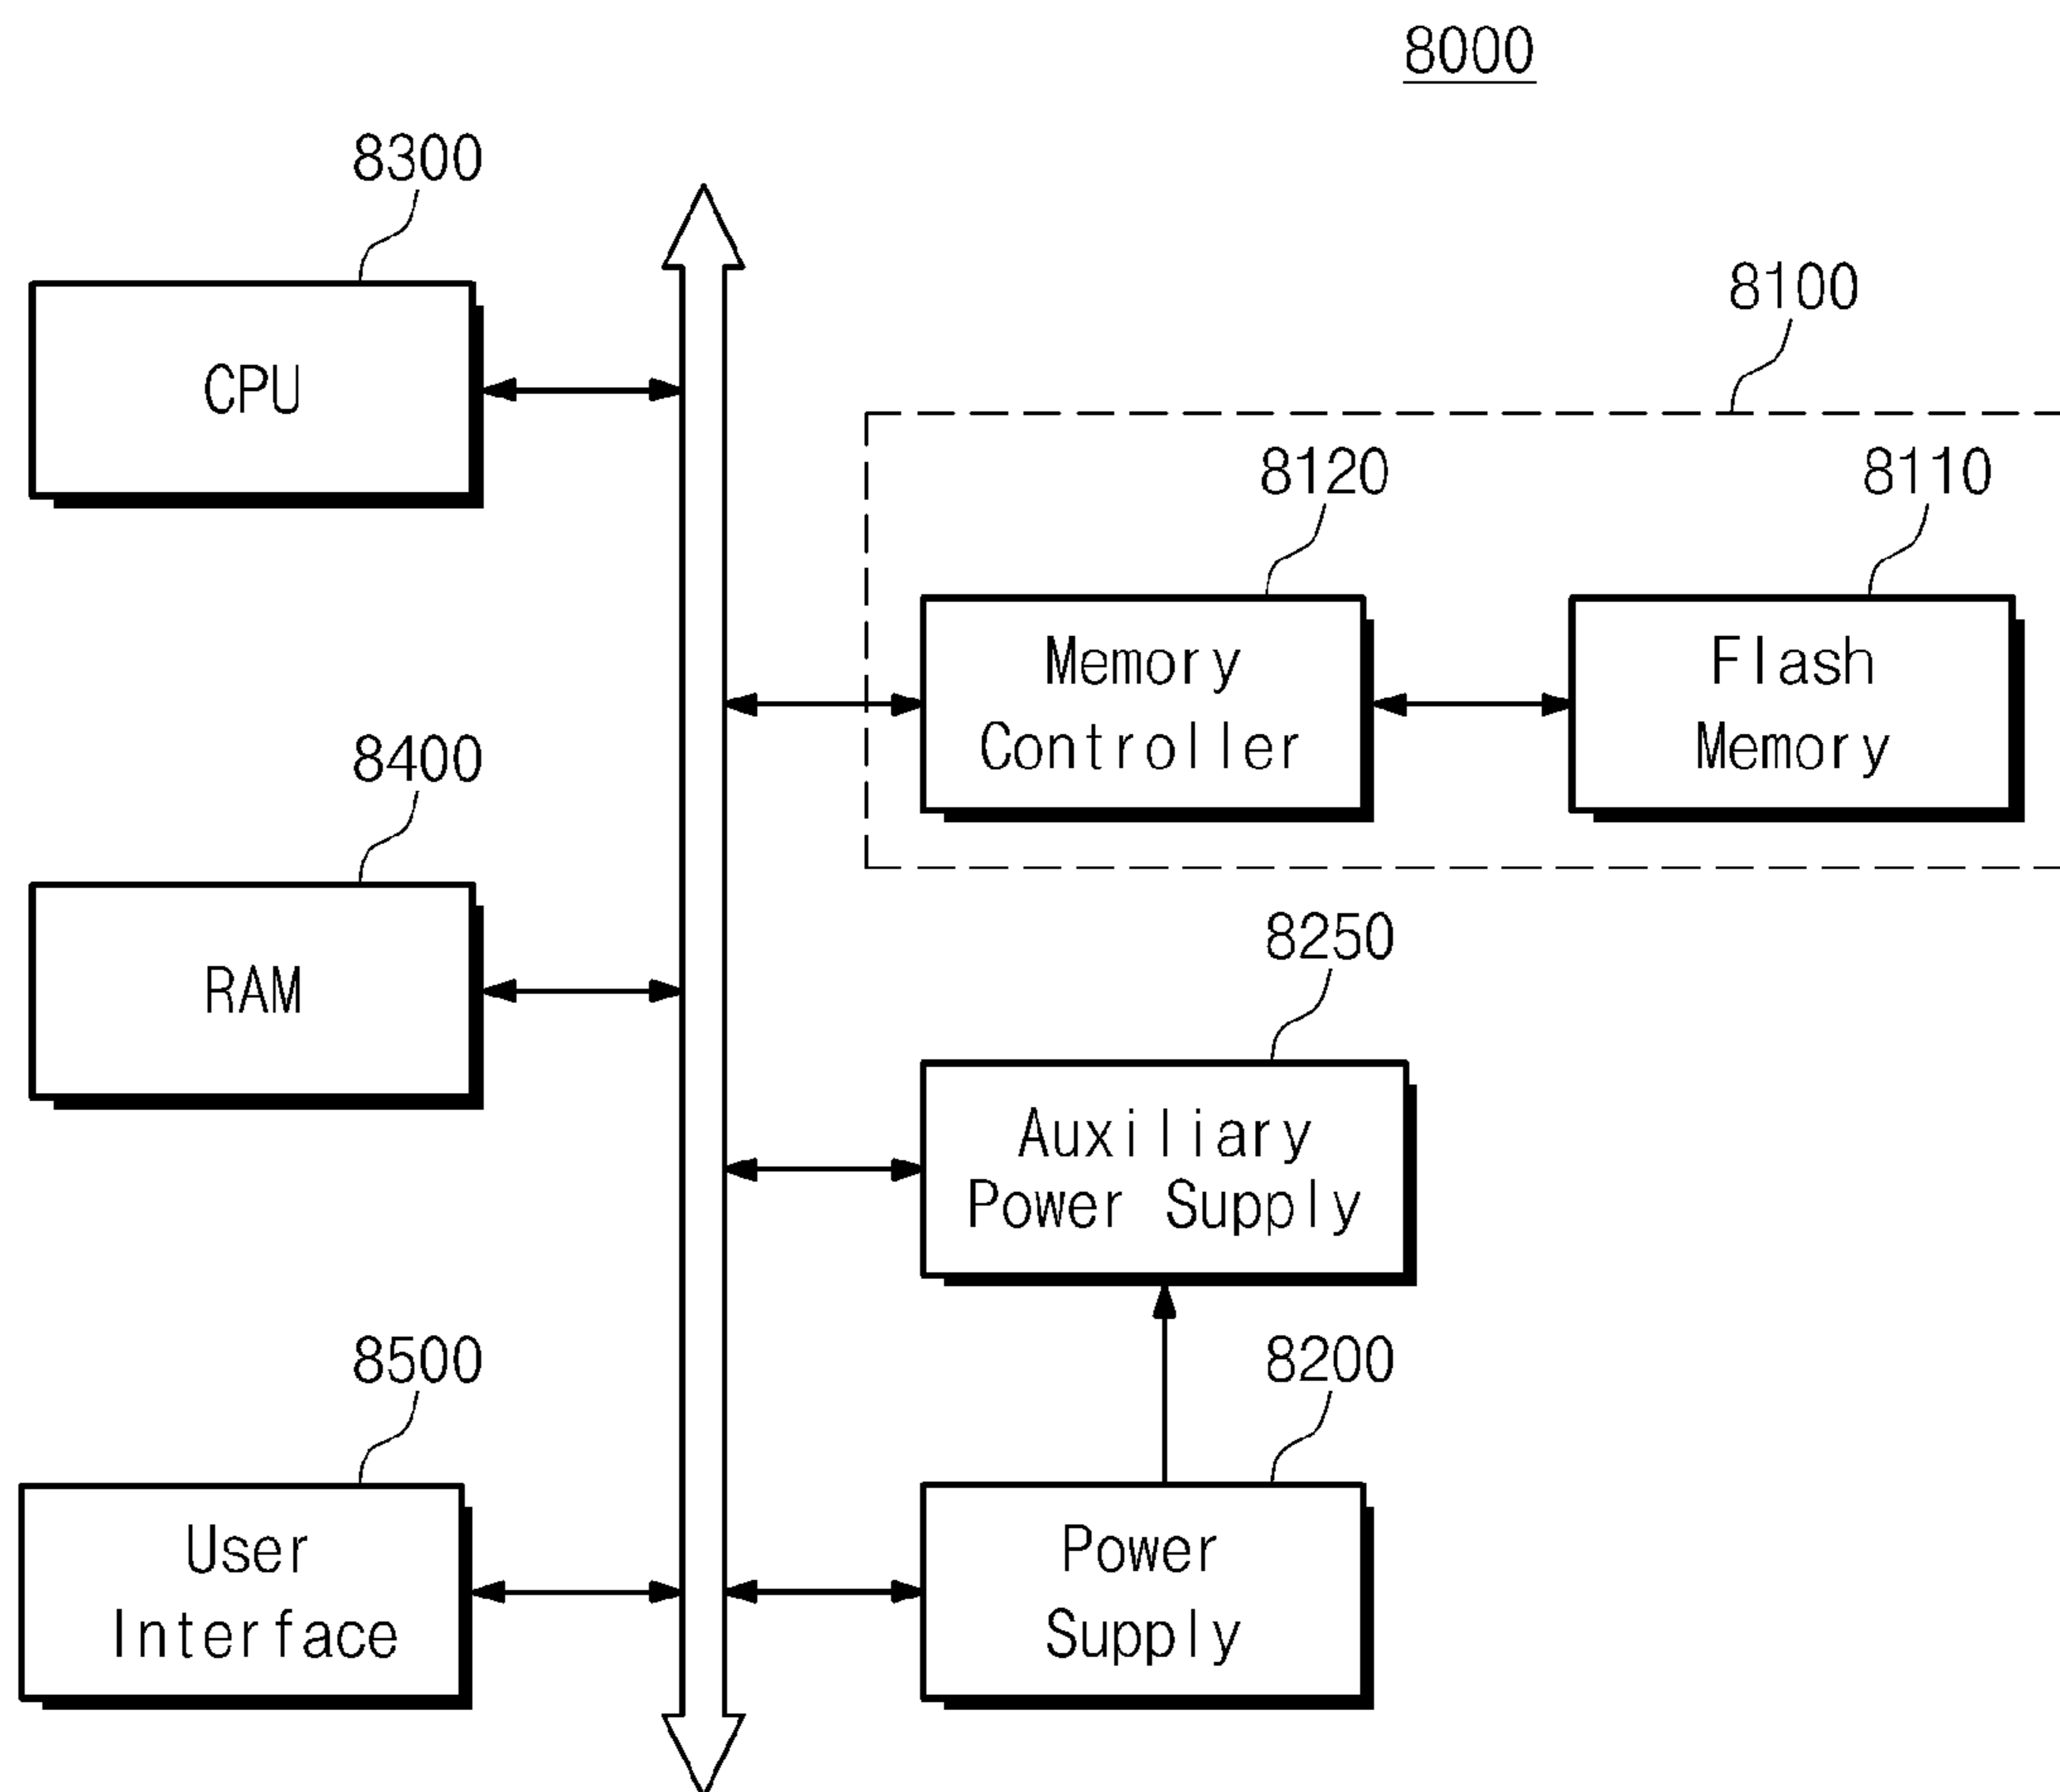 8000
8300
CPU
8100
8120
8110
Memory
Controller
Flash
Memory
8400
RAM
8250
Auxiliary
Power Supply
8500
User
Interface
8200
Power
Supply